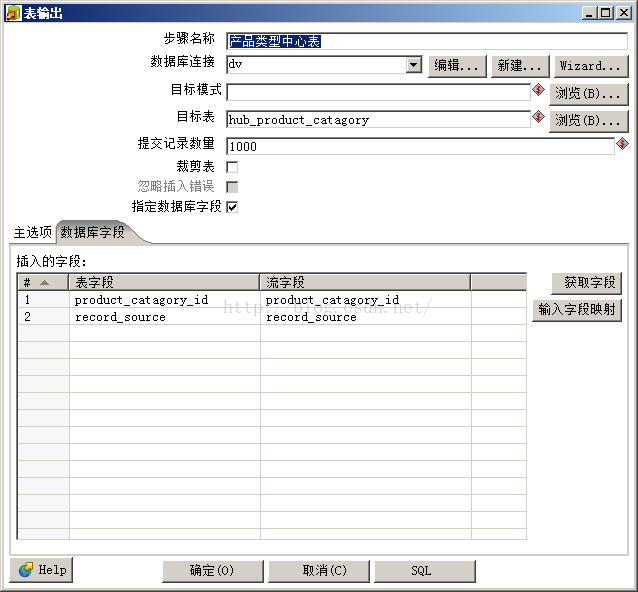 表输出
步骤名称 产品类型中心表
数据库连接 dv 编辑... 新建... Wizard...
目标模式 浏览(B)...
目标表 hub_product_catagory 浏览(B)...
提交记录数量 1000
裁剪表
忽略插入错误
指定数据库字段
主选项 数据库字段
插入的字段:
# 表字段 流字段
1 product_catagory_id product_catagory_id
2 record_source record_source
获取字段
输入字段映射
http://blog.csdn.net/
Help 确定(O) 取消(C) SQL